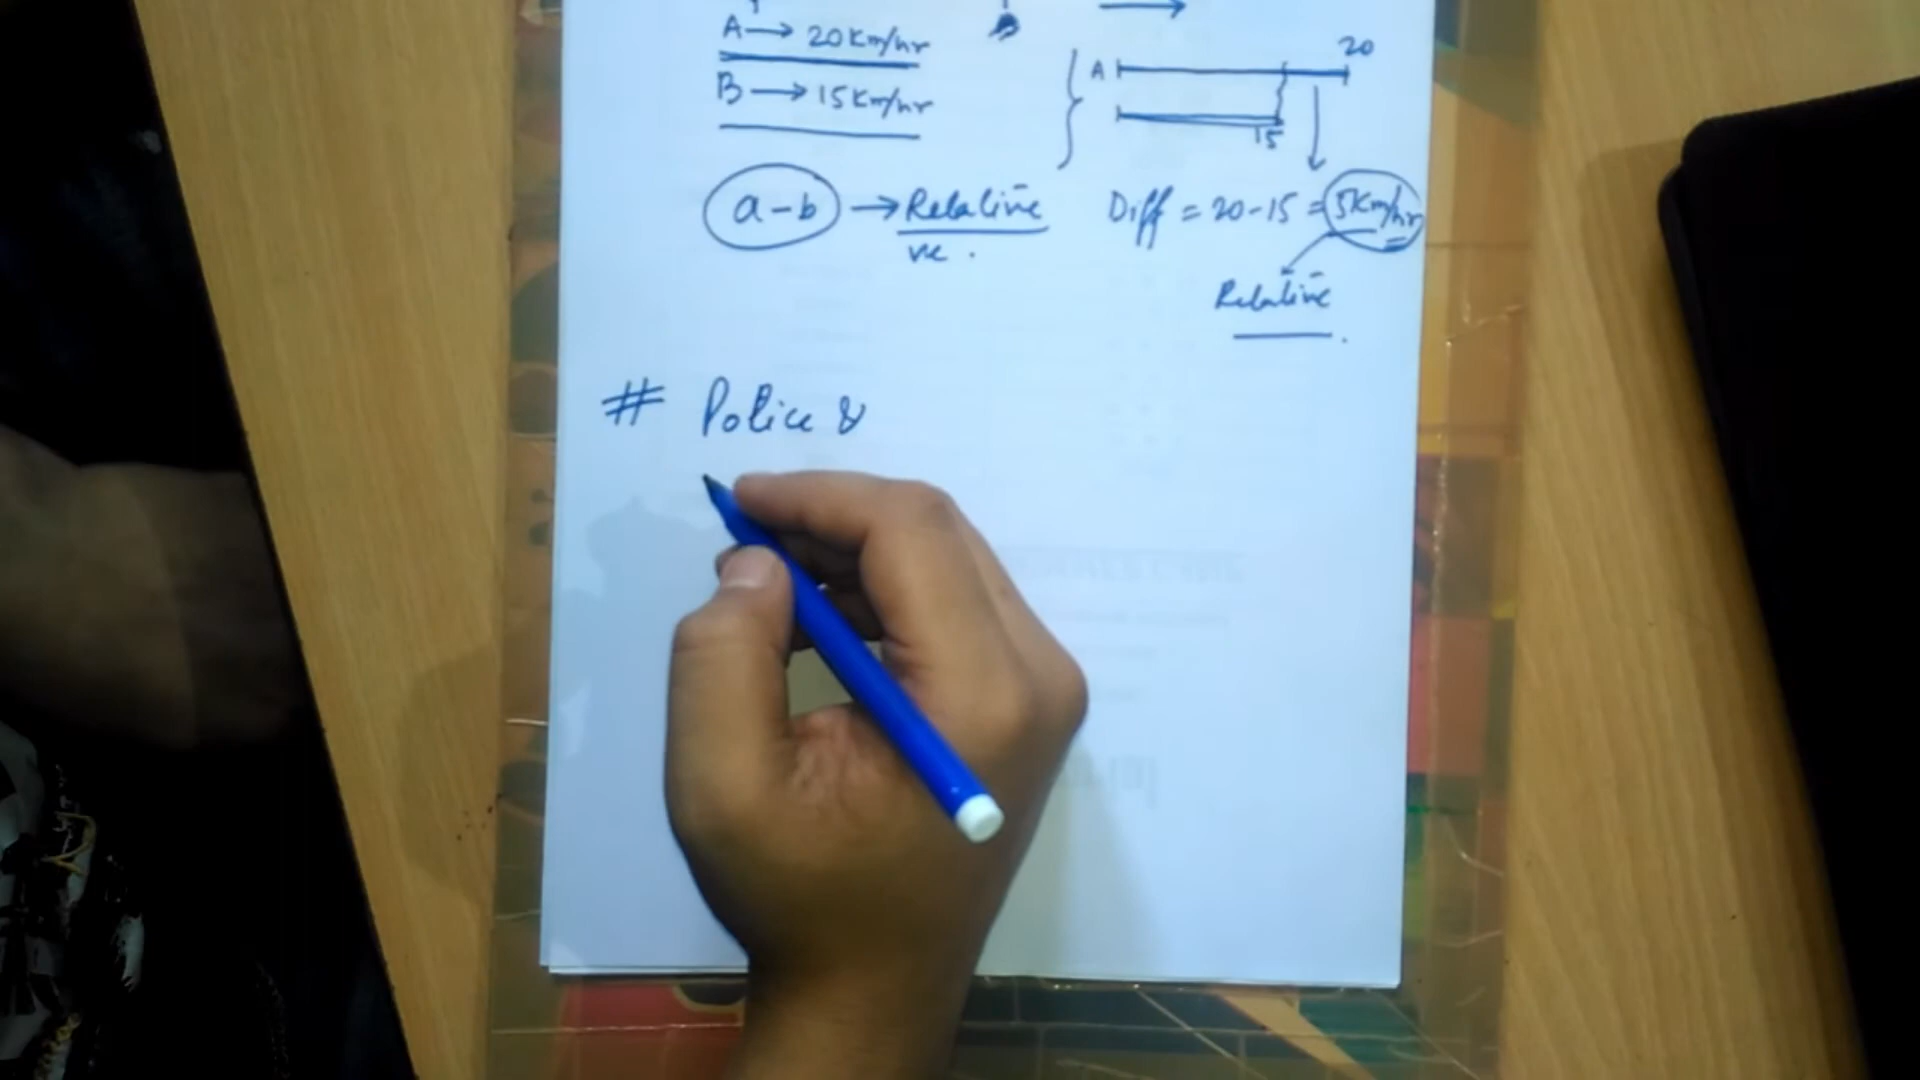 A → 20 Km/hr
B → 15 Km/hr
B
A
20
15
a-b → Relative
ve.
Diff = 20-15 = 5Km/hr
Relative
# Police &